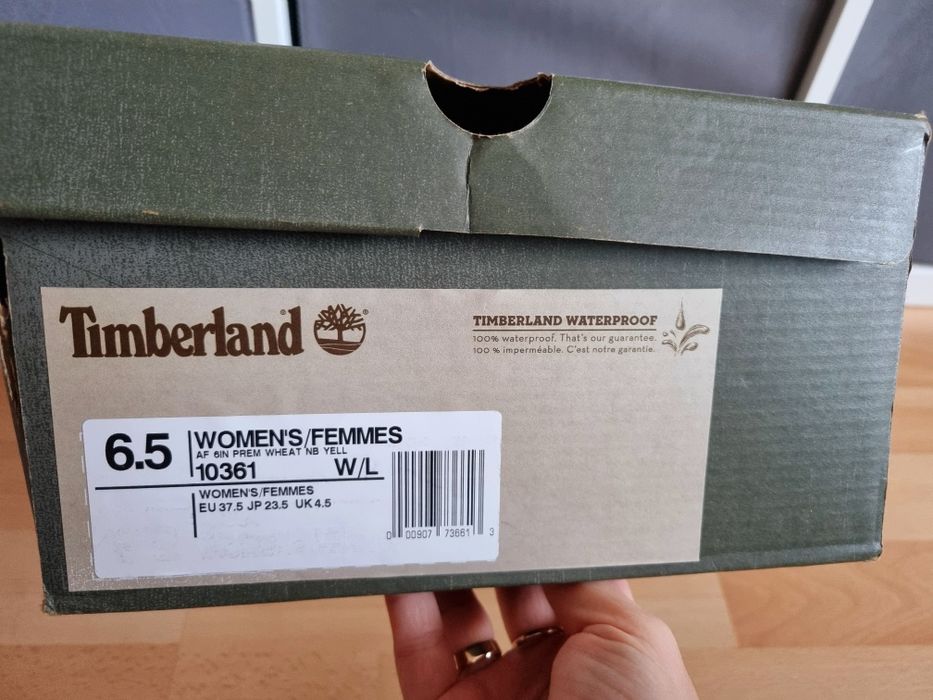 Timberland®
TIMBERLAND WATERPROOF
100% waterproof. That's our guarantee.
100 % imperméable. C'est notre garantie.
6.5
WOMEN'S/FEMMES
AF 6IN PREM WHEAT NB YELL
10361 W/L
WOMEN'S/FEMMES
EU 37.5 JP 23.5 UK 4.5
0 00907 73661 3